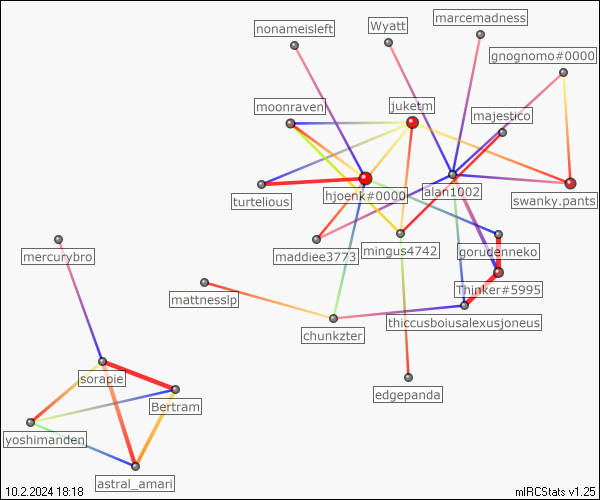 nonameisleft
Wyatt
marcemadness
gnognomo#0000
moonraven
juketm
majestico
turtelious
hjoenk#0000
alan1002
swanky.pants
mercurybro
maddiee3773
mingus4742
gorudenneko
mattnesslp
Thinker#5995
chunkzter
thiccusboiusalexusjoneus
sorapie
Bertram
edgepanda
yoshimanden
astral_amari
10.2.2024 18:18
mIRCStats v1.25